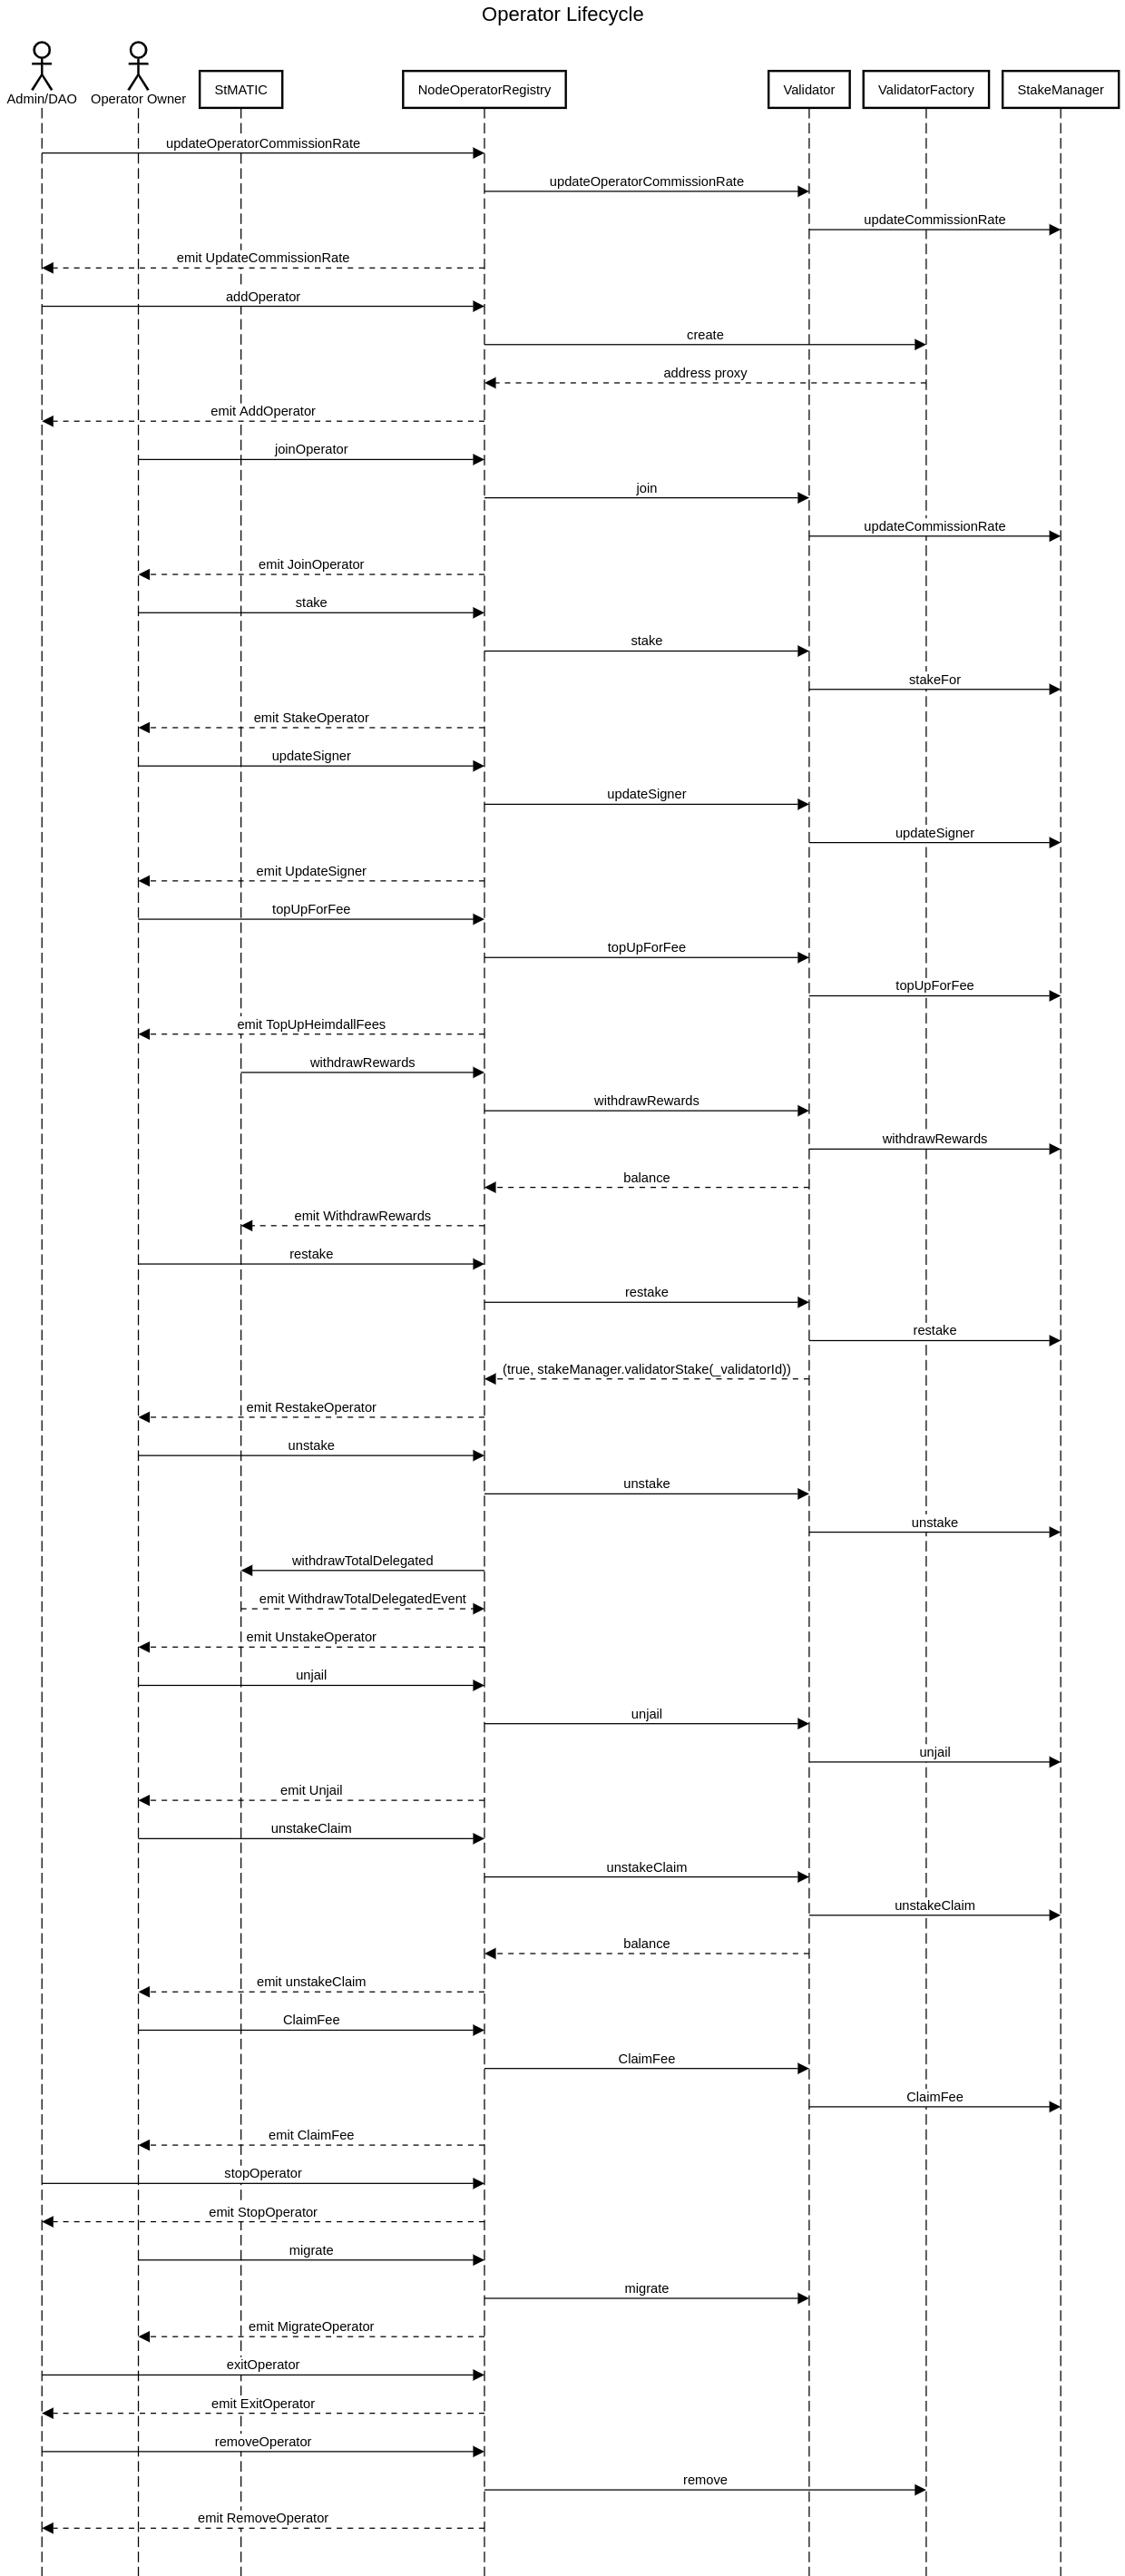 Operator Lifecycle
Admin/DAO
Operator Owner
StMATIC
NodeOperatorRegistry
Validator
ValidatorFactory
StakeManager
updateOperatorCommissionRate
updateOperatorCommissionRate
updateCommissionRate
emit UpdateCommissionRate
addOperator
create
address proxy
emit AddOperator
joinOperator
join
updateCommissionRate
emit JoinOperator
stake
stake
stakeFor
emit StakeOperator
updateSigner
updateSigner
updateSigner
emit UpdateSigner
topUpForFee
topUpForFee
topUpForFee
emit TopUpHeimdallFees
withdrawRewards
withdrawRewards
withdrawRewards
balance
emit WithdrawRewards
restake
restake
restake
(true, stakeManager.validatorStake(_validatorId))
emit RestakeOperator
unstake
unstake
unstake
withdrawTotalDelegated
emit WithdrawTotalDelegatedEvent
emit UnstakeOperator
unjail
unjail
unjail
emit Unjail
unstakeClaim
unstakeClaim
unstakeClaim
balance
emit unstakeClaim
ClaimFee
ClaimFee
ClaimFee
emit ClaimFee
stopOperator
emit StopOperator
migrate
migrate
emit MigrateOperator
exitOperator
emit ExitOperator
removeOperator
remove
emit RemoveOperator